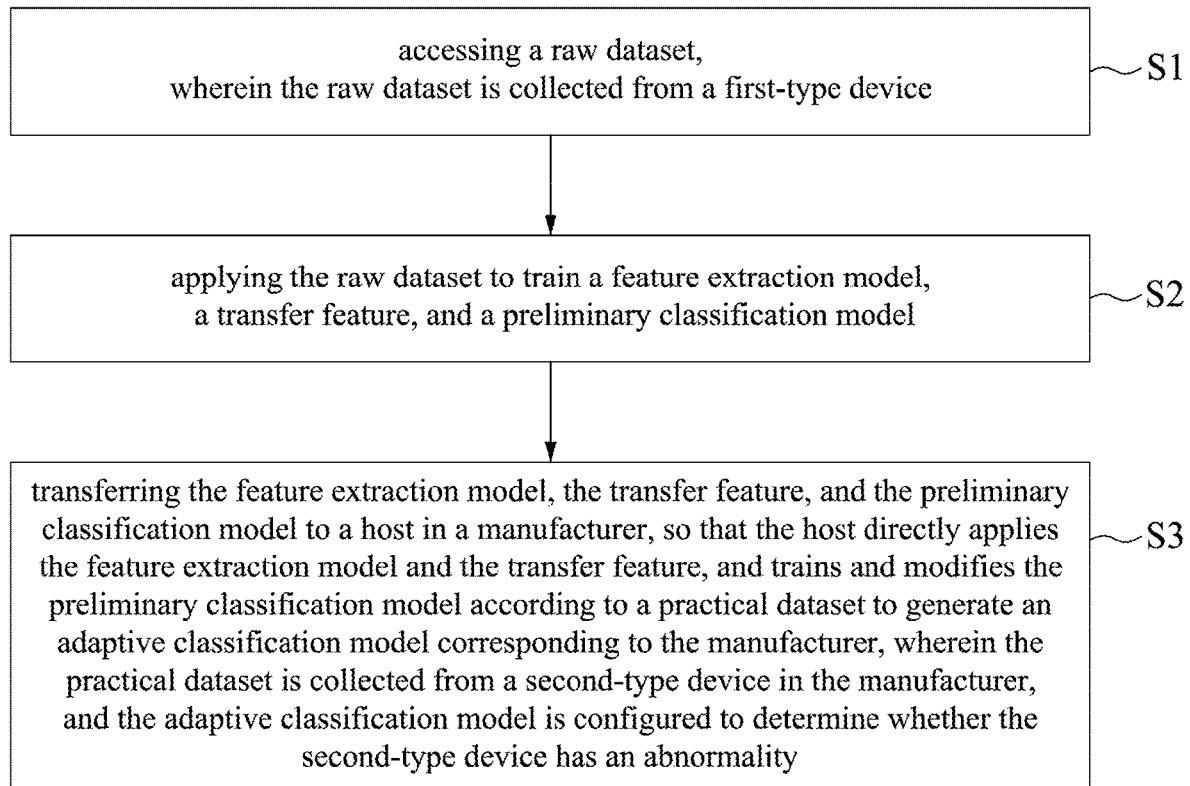 accessing a raw dataset,
wherein the raw dataset is collected from a first-type device
S1
applying the raw dataset to train a feature extraction model,
a transfer feature, and a preliminary classification model
S2
transferring the feature extraction model, the transfer feature, and the preliminary
classification model to a host in a manufacturer, so that the host directly applies
the feature extraction model and the transfer feature, and trains and modifies the
preliminary classification model according to a practical dataset to generate an
adaptive classification model corresponding to the manufacturer, wherein the
practical dataset is collected from a second-type device in the manufacturer,
and the adaptive classification model is configured to determine whether the
second-type device has an abnormality
S3